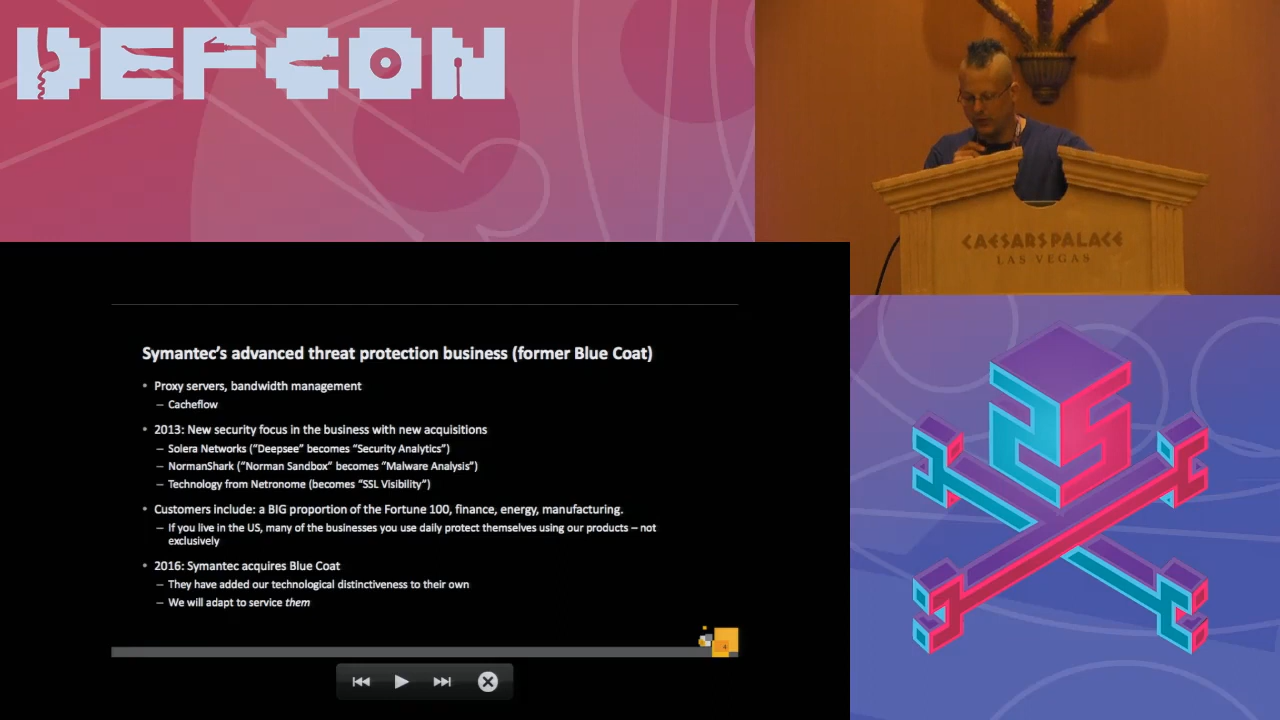 DEFCON
CAESARS PALACE
LAS VEGAS
Symantec's advanced threat protection business (former Blue Coat)
• Proxy servers, bandwidth management
– Cacheflow
• 2013: New security focus in the business with new acquisitions
– Solera Networks ("Deepsee" becomes "Security Analytics")
– NormanShark ("Norman Sandbox" becomes "Malware Analysis")
– Technology from Netronome (becomes "SSL Visibility")
• Customers include: a BIG proportion of the Fortune 100, finance, energy, manufacturing.
– If you live in the US, many of the businesses you use daily protect themselves using our products – not
exclusively
• 2016: Symantec acquires Blue Coat
– They have added our technological distinctiveness to their own
– We will adapt to service them
4
25